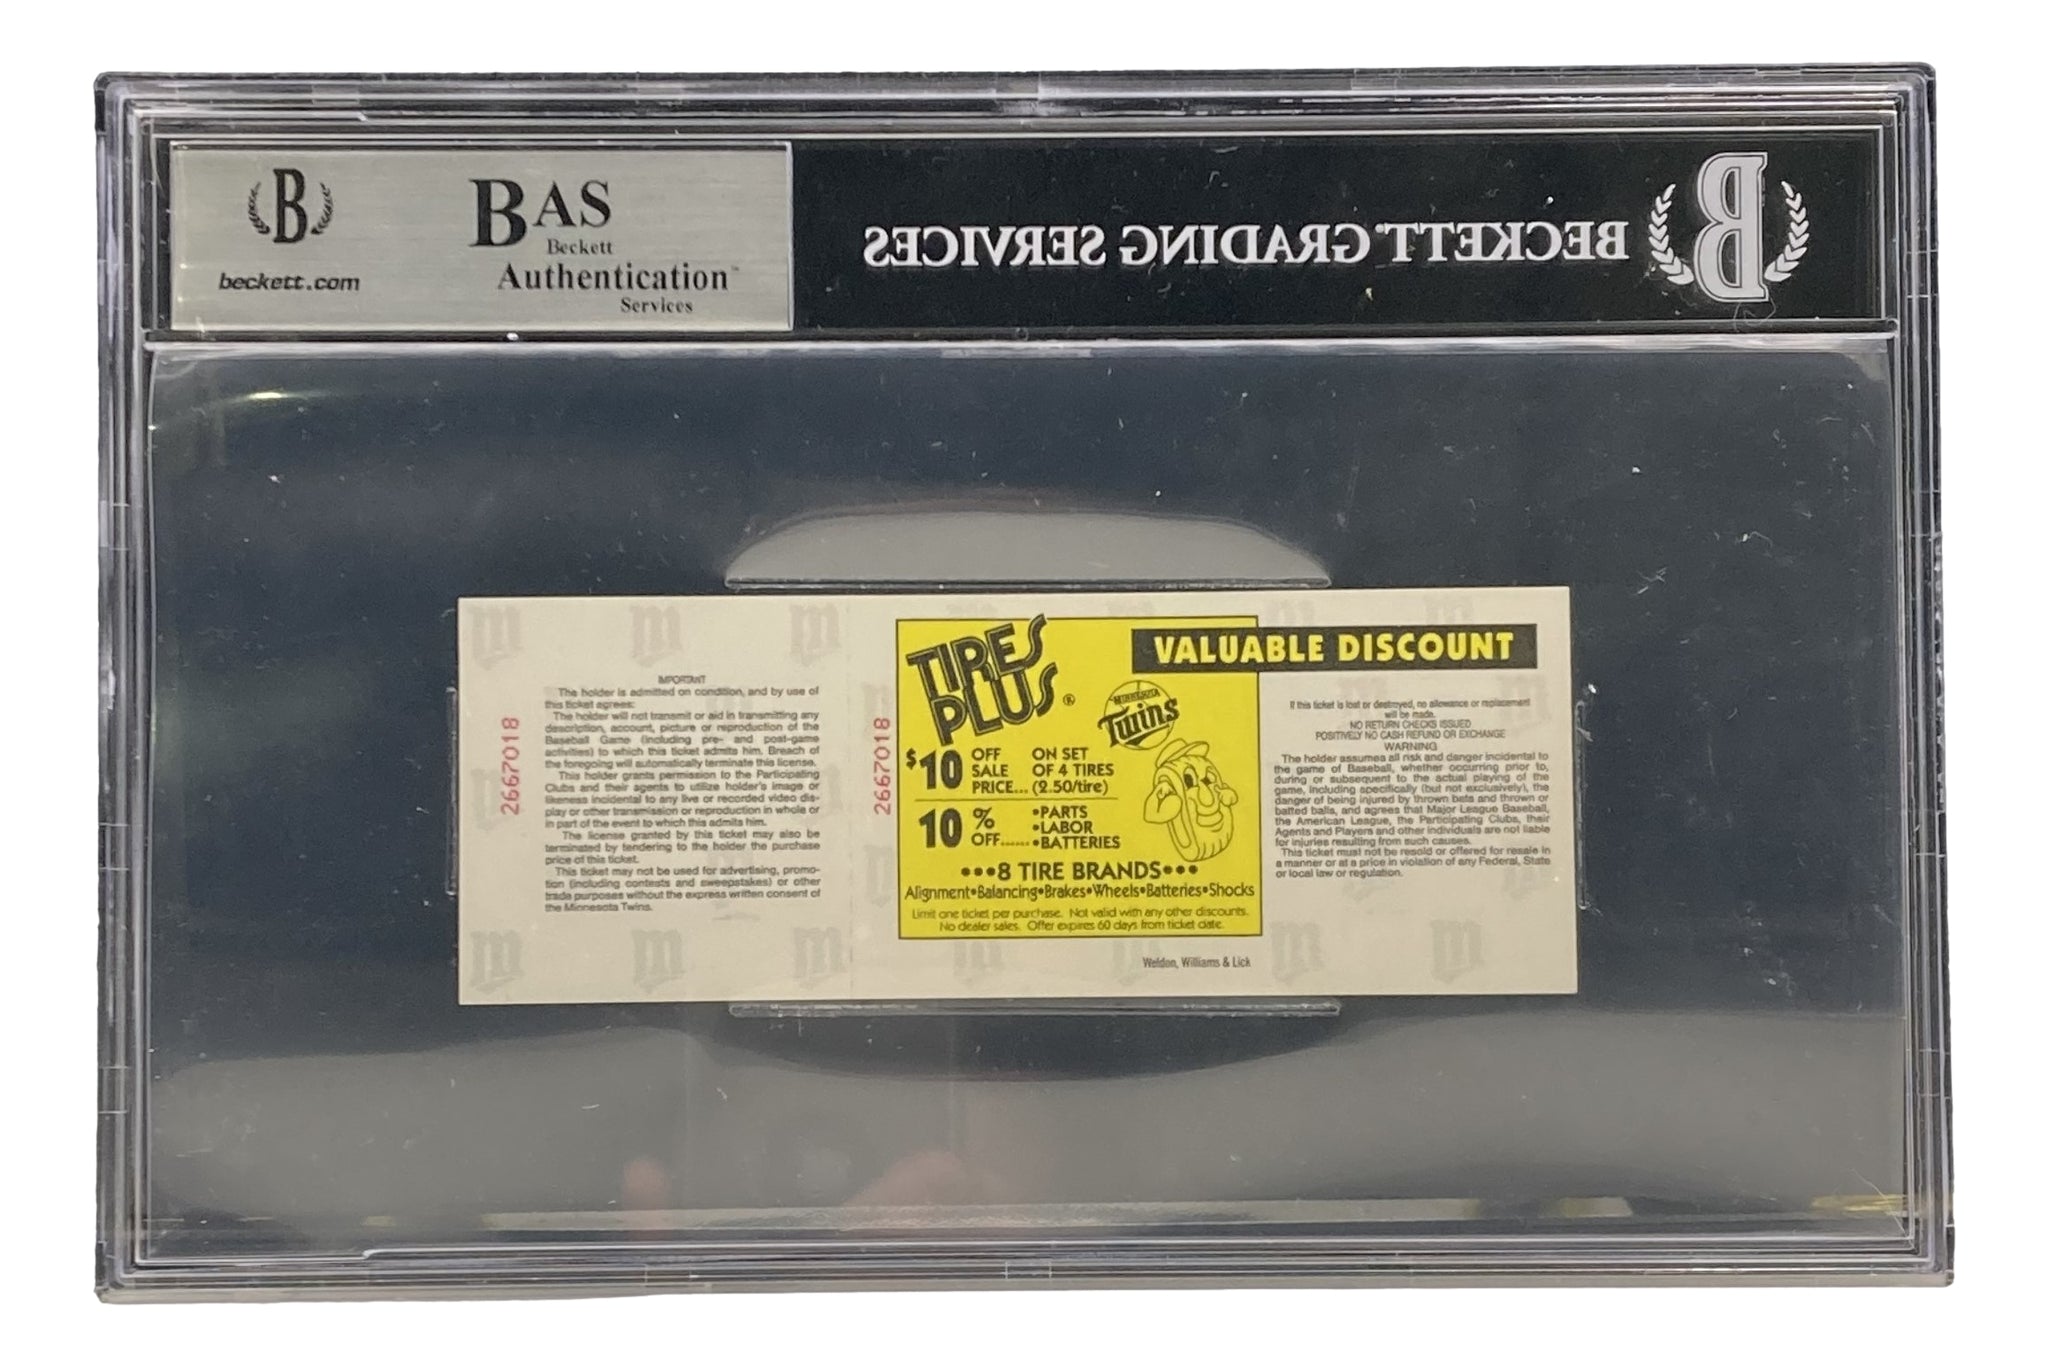 B
beckett.com
BAS
Beckett
Authentication™
Services
BECKETT® GRADING SERVICES
B
IMPORTANT
The holder is admitted on condition, and by use of
this ticket agrees:
The holder will not transmit or aid in transmitting any
description, account, picture or reproduction of the
Baseball Game (including pre- and post-game
activities) to which this ticket admits him. Breach of
the foregoing will automatically terminate this license.
This holder grants permission to the Participating
Clubs and their agents to utilize holder's image or
likeness incidental to any live or recorded video dis-
play or other transmission or reproduction in whole or
in part of the event to which this admits him.
The license granted by this ticket may also be
terminated by tendering to the holder the purchase
price of this ticket.
This ticket may not be used for advertising, promo-
tion (including contests and sweepstakes) or other
trade purposes without the express written consent of
the Minnesota Twins.
2667018
2667018
TIRES
PLUS®
VALUABLE DISCOUNT
MINNESOTA
Twins
$10 OFF SALE PRICE... ON SET OF 4 TIRES (2.50/tire)
10 % OFF...... •PARTS •LABOR •BATTERIES
•••8 TIRE BRANDS•••
Alignment•Balancing•Brakes•Wheels•Batteries•Shocks
Limit one ticket per purchase. Not valid with any other discounts.
No dealer sales. Offer expires 60 days from ticket date.
Weldon, Williams & Lick
If this ticket is lost or destroyed, no allowance or replacement
will be made.
NO RETURN CHECKS ISSUED
POSITIVELY NO CASH REFUND OR EXCHANGE
WARNING
The holder assumes all risk and danger incidental to
the game of Baseball, whether occurring prior to,
during or subsequent to the actual playing of the
game, including specifically (but not exclusively), the
danger of being injured by thrown bats and thrown or
batted balls, and agrees that Major League Baseball,
the American League, the Participating Clubs, their
Agents and Players and other individuals are not liable
for injuries resulting from such causes.
This ticket must not be resold or offered for resale in
a manner or at a price in violation of any Federal, State
or local law or regulation.